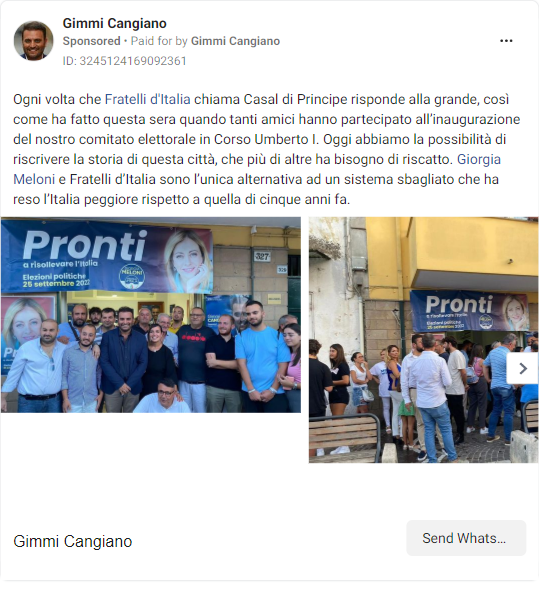 Gimmi Cangiano
Sponsored • Paid for by Gimmi Cangiano
ID: 3245124169092361
Ogni volta che Fratelli d'Italia chiama Casal di Principe risponde alla grande, così
come ha fatto questa sera quando tanti amici hanno partecipato all’inaugurazione
del nostro comitato elettorale in Corso Umberto I. Oggi abbiamo la possibilità di
riscrivere la storia di questa città, che più di altre ha bisogno di riscatto. Giorgia
Meloni e Fratelli d’Italia sono l’unica alternativa ad un sistema sbagliato che ha
reso l’Italia peggiore rispetto a quella di cinque anni fa.
Pronti
a risollevare l'Italia
Elezioni politiche
25 settembre 2022
MELONI
327
Pronti
a risollevare l'Italia
Elezioni politiche
25 settembre 2022
Gimmi Cangiano
Send Whats...